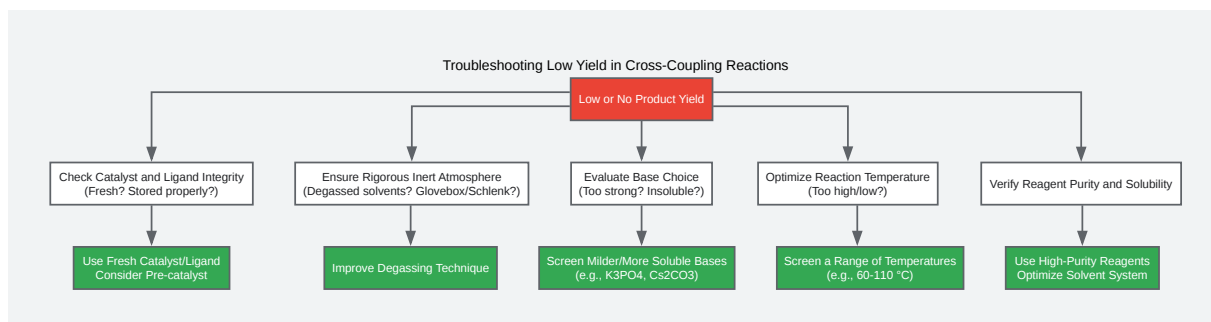 Troubleshooting Low Yield in Cross-Coupling Reactions
Low or No Product Yield
Check Catalyst and Ligand Integrity
(Fresh? Stored properly?)
Ensure Rigorous Inert Atmosphere
(Degassed solvents? Glovebox/Schlenk?)
Evaluate Base Choice
(Too strong? Insoluble?)
Optimize Reaction Temperature
(Too high/low?)
Verify Reagent Purity and Solubility
Use Fresh Catalyst/Ligand
Consider Pre-catalyst
Improve Degassing Technique
Screen Milder/More Soluble Bases
(e.g., K3PO4, Cs2CO3)
Screen a Range of Temperatures
(e.g., 60-110 °C)
Use High-Purity Reagents
Optimize Solvent System